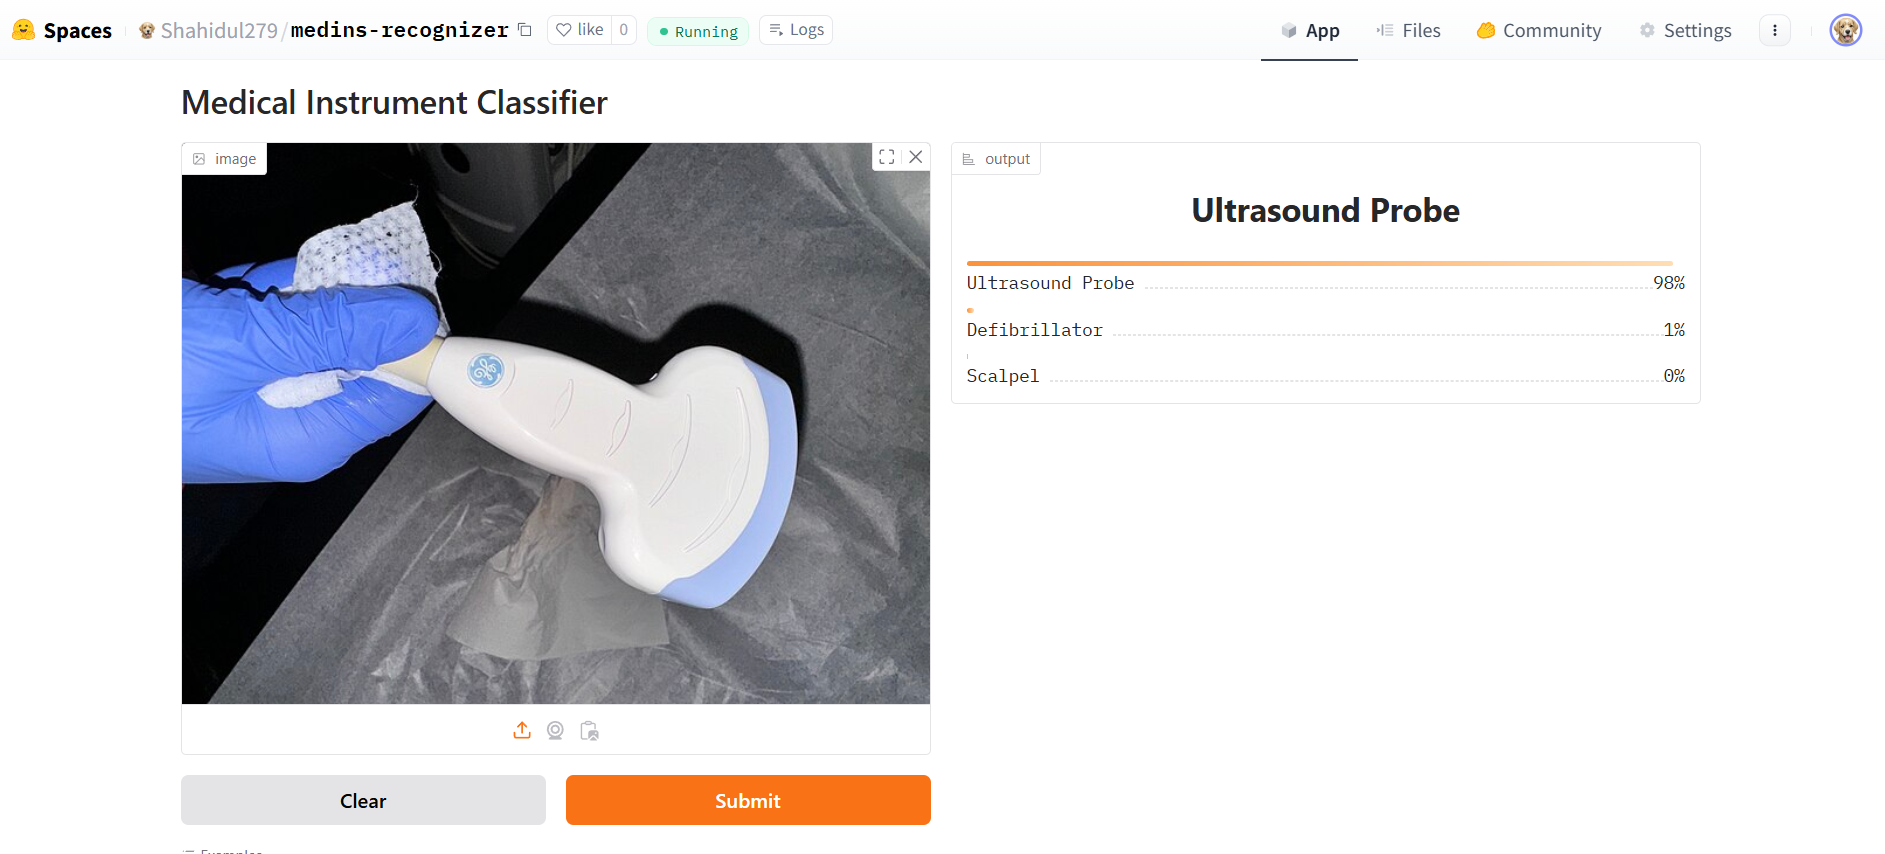 Spaces Shahidul279/medins-recognizer like 0 Running Logs App Files Community Settings
Medical Instrument Classifier
image
output
Ultrasound Probe
Ultrasound Probe 98%
Defibrillator 1%
Scalpel 0%
Clear Submit
Examples